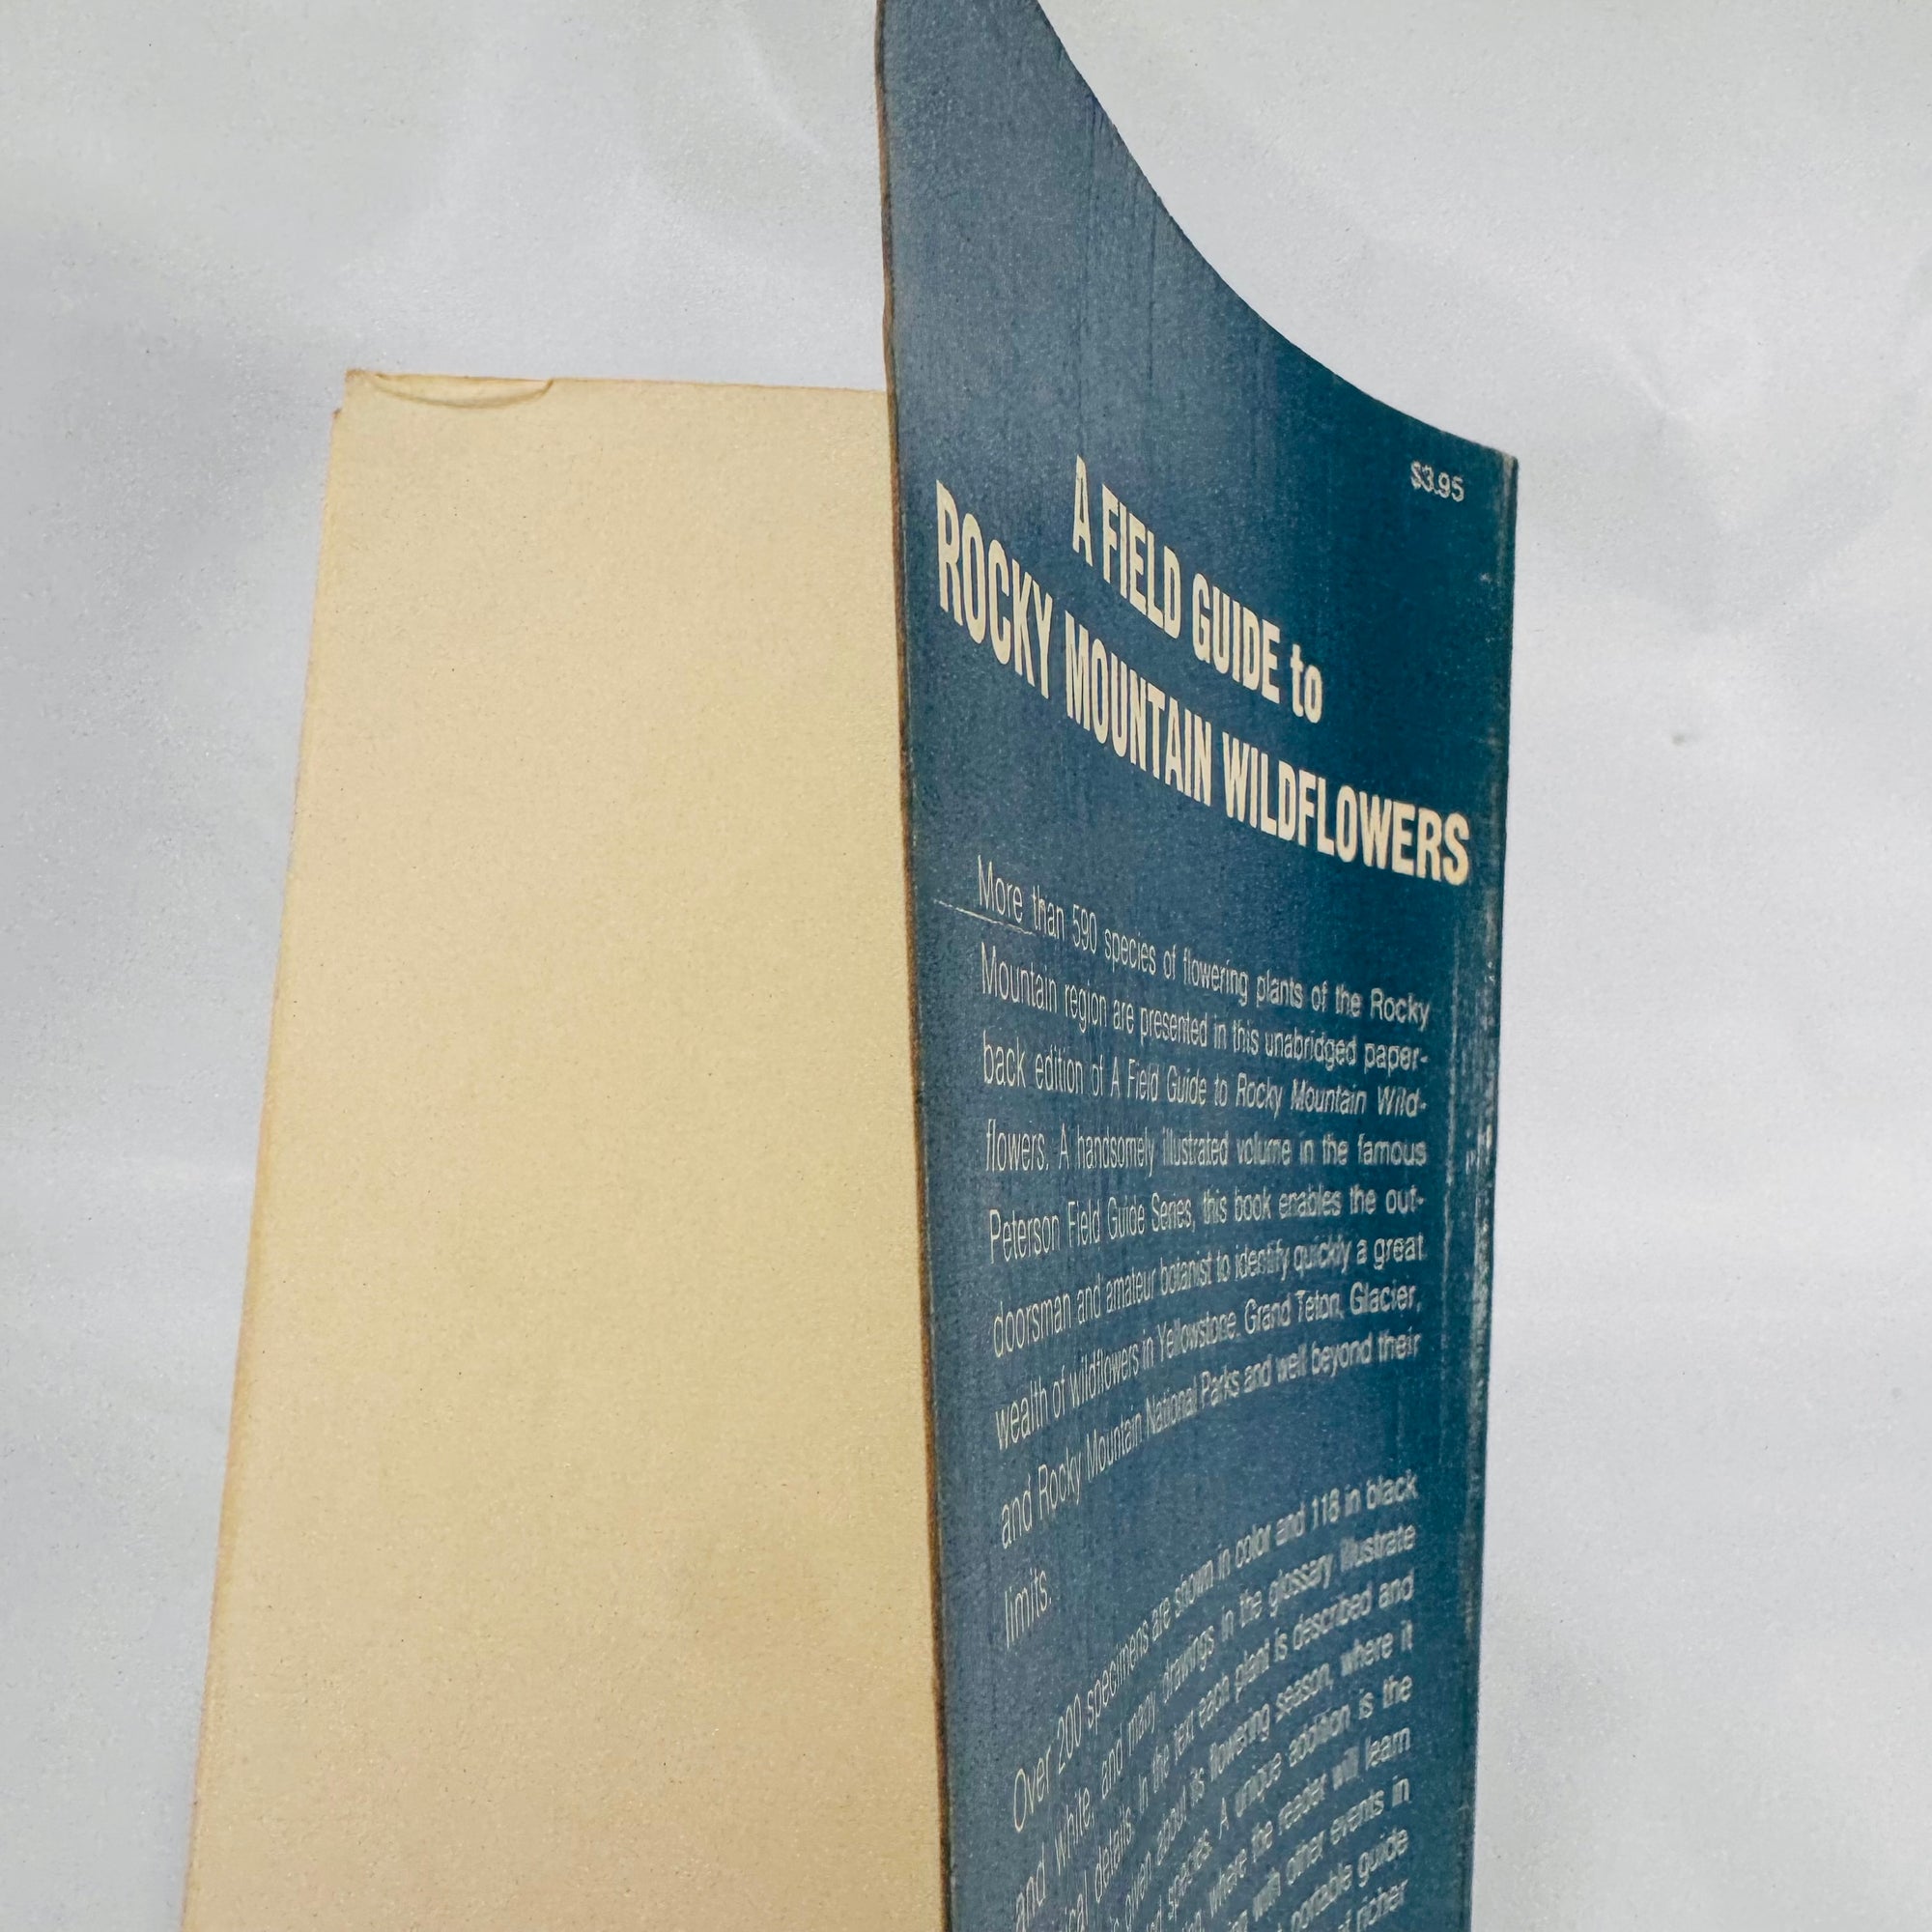 $3.95
A FIELD GUIDE to
ROCKY MOUNTAIN WILDFLOWERS
More than 590 species of flowering plants of the Rocky
Mountain region are presented in this unabridged paper-
back edition of A Field Guide to Rocky Mountain Wild-
flowers. A handsomely illustrated volume in the famous
Peterson Field Guide Series, this book enables the out-
doorsman and amateur botanist to identify quickly a great
wealth of wildflowers in Yellowstone, Grand Teton, Glacier,
and Rocky Mountain National Parks and well beyond their
limits.
Over 200 specimens are shown in color and 118 in black
and white, and many drawings in the glossary illustrate
details. In the text each plant is described and
given about its flowering season, where it
species. A unique addition is the
where the reader will learn
with other events in
portable guide
richer